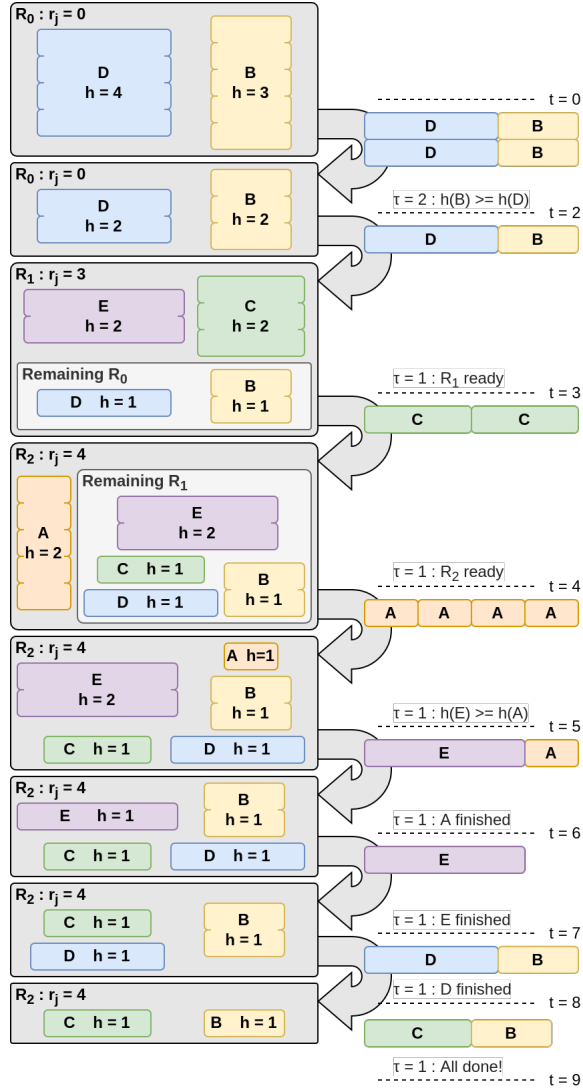 R0 : rj = 0
D
h = 4
B
h = 3
t = 0
D B
D B
R0 : rj = 0
D
h = 2
B
h = 2
τ = 2 : h(B) >= h(D)
t = 2
D B
R1 : rj = 3
E
h = 2
C
h = 2
Remaining R0
D h = 1
B
h = 1
τ = 1 : R1 ready
t = 3
C C
R2 : rj = 4
A
h = 2
Remaining R1
E
h = 2
C h = 1
D h = 1
B
h = 1
τ = 1 : R2 ready
t = 4
A A A A
R2 : rj = 4
A h=1
E
h = 2
B
h = 1
C h = 1 D h = 1
τ = 1 : h(E) >= h(A)
t = 5
E A
R2 : rj = 4
E h = 1
B
h = 1
C h = 1 D h = 1
τ = 1 : A finished
t = 6
E
R2 : rj = 4
C h = 1
B
h = 1
D h = 1
τ = 1 : E finished
t = 7
D B
R2 : rj = 4
C h = 1 B h = 1
τ = 1 : D finished
t = 8
C B
τ = 1 : All done!
t = 9